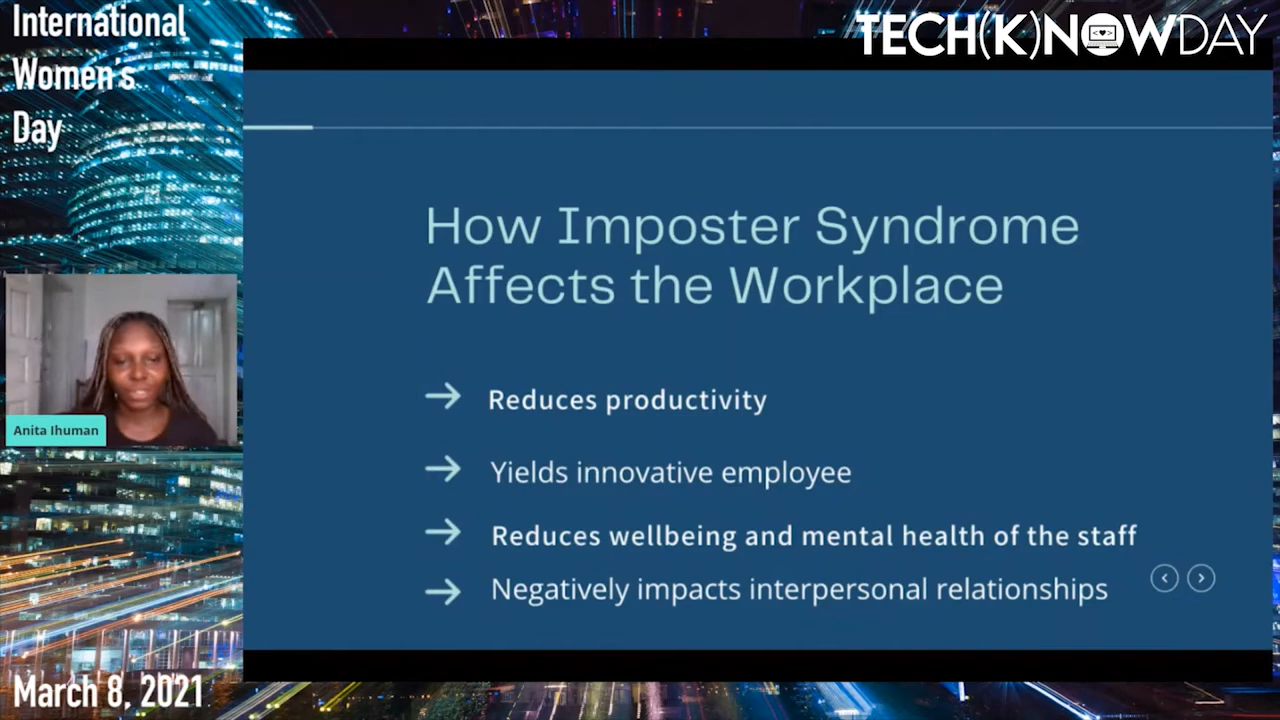 International
Women's
Day
TECH(K)NOWDAY
How Imposter Syndrome
Affects the Workplace
Reduces productivity
Yields innovative employee
Reduces wellbeing and mental health of the staff
Negatively impacts interpersonal relationships
Anita Ihuman
March 8, 2021